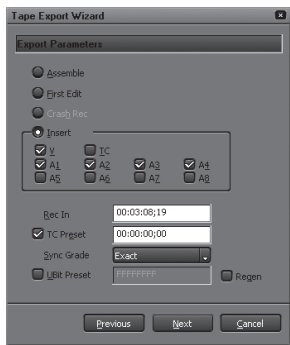 Tape Export Wizard
Export Parameters
Assemble
First Edit
Crash Rec
Insert
V TC
A1 A2 A3 A4
A5 A6 A7 A8
Rec In 00:03:08;19
TC Preset 00:00:00;00
Sync Grade Exact
UBit Preset FFFFFFFF Regen
Previous Next Cancel